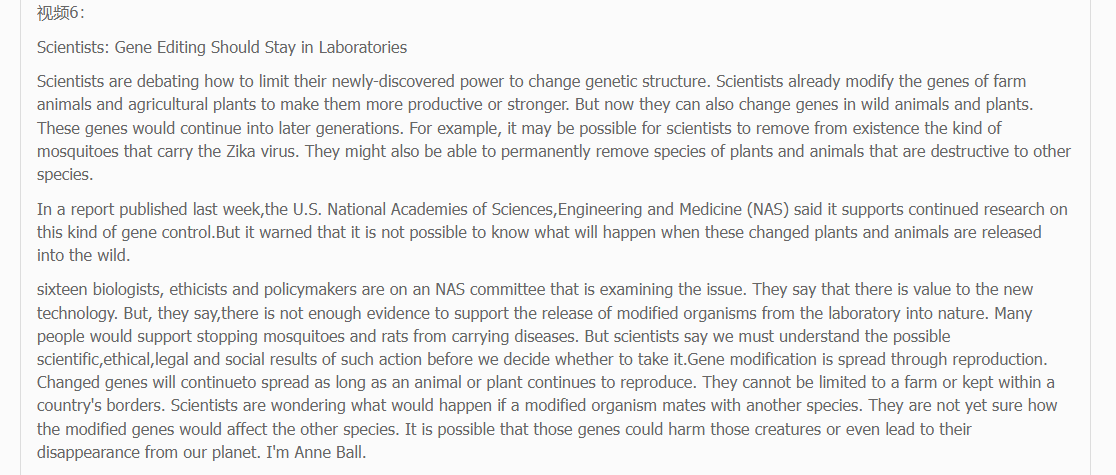 视频6:
Scientists: Gene Editing Should Stay in Laboratories
Scientists are debating how to limit their newly-discovered power to change genetic structure. Scientists already modify the genes of farm
animals and agricultural plants to make them more productive or stronger. But now they can also change genes in wild animals and plants.
These genes would continue into later generations. For example, it may be possible for scientists to remove from existence the kind of
mosquitoes that carry the Zika virus. They might also be able to permanently remove species of plants and animals that are destructive to other
species.
In a report published last week,the U.S. National Academies of Sciences,Engineering and Medicine (NAS) said it supports continued research on
this kind of gene control.But it warned that it is not possible to know what will happen when these changed plants and animals are released
into the wild.
sixteen biologists, ethicists and policymakers are on an NAS committee that is examining the issue. They say that there is value to the new
technology. But, they say,there is not enough evidence to support the release of modified organisms from the laboratory into nature. Many
people would support stopping mosquitoes and rats from carrying diseases. But scientists say we must understand the possible
scientific,ethical,legal and social results of such action before we decide whether to take it.Gene modification is spread through reproduction.
Changed genes will continueto spread as long as an animal or plant continues to reproduce. They cannot be limited to a farm or kept within a
country's borders. Scientists are wondering what would happen if a modified organism mates with another species. They are not yet sure how
the modified genes would affect the other species. It is possible that those genes could harm those creatures or even lead to their
disappearance from our planet. I'm Anne Ball.